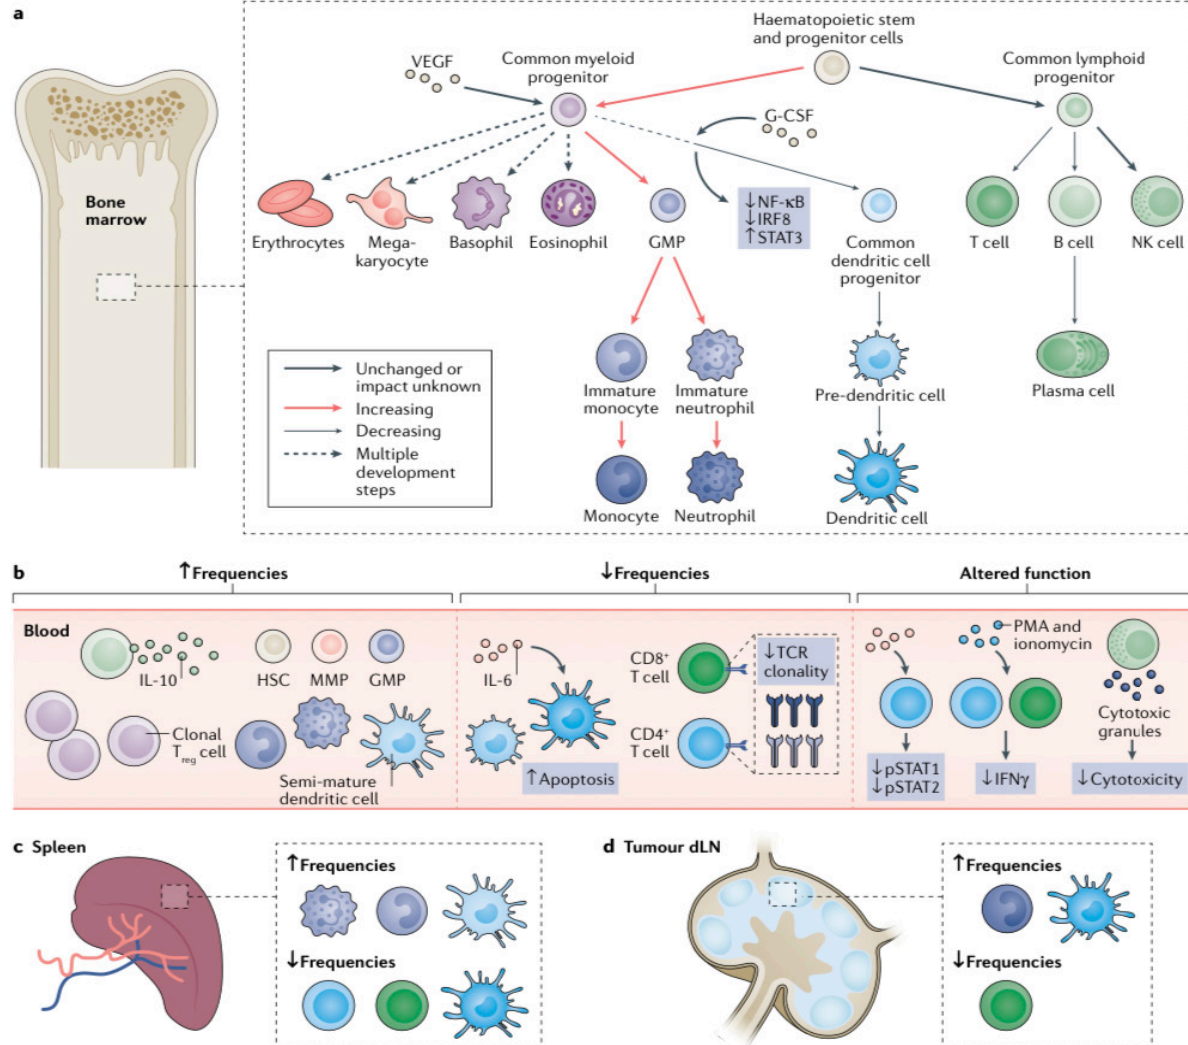 a
Haematopoietic stem
and progenitor cells
VEGF
Common myeloid
progenitor
Common lymphoid
progenitor
G-CSF
Bone
marrow
↓NF-κB
↓IRF8
↑STAT3
Erythrocytes
Mega-
karyocyte
Basophil
Eosinophil
GMP
Common
dendritic cell
progenitor
T cell
B cell
NK cell
Unchanged or
impact unknown
Increasing
Decreasing
Multiple
development
steps
Immature
monocyte
Immature
neutrophil
Pre-dendritic cell
Plasma cell
Monocyte
Neutrophil
Dendritic cell
b
↑Frequencies
↓Frequencies
Altered function
Blood
IL-10
HSC
MMP
GMP
Clonal
Treg cell
Semi-mature
dendritic cell
IL-6
↑Apoptosis
CD8+
T cell
CD4+
T cell
↓TCR
clonality
PMA and
ionomycin
Cytotoxic
granules
↓pSTAT1
↓pSTAT2
↓IFNγ
↓Cytotoxicity
c Spleen
↑Frequencies
↓Frequencies
d Tumour dLN
↑Frequencies
↓Frequencies